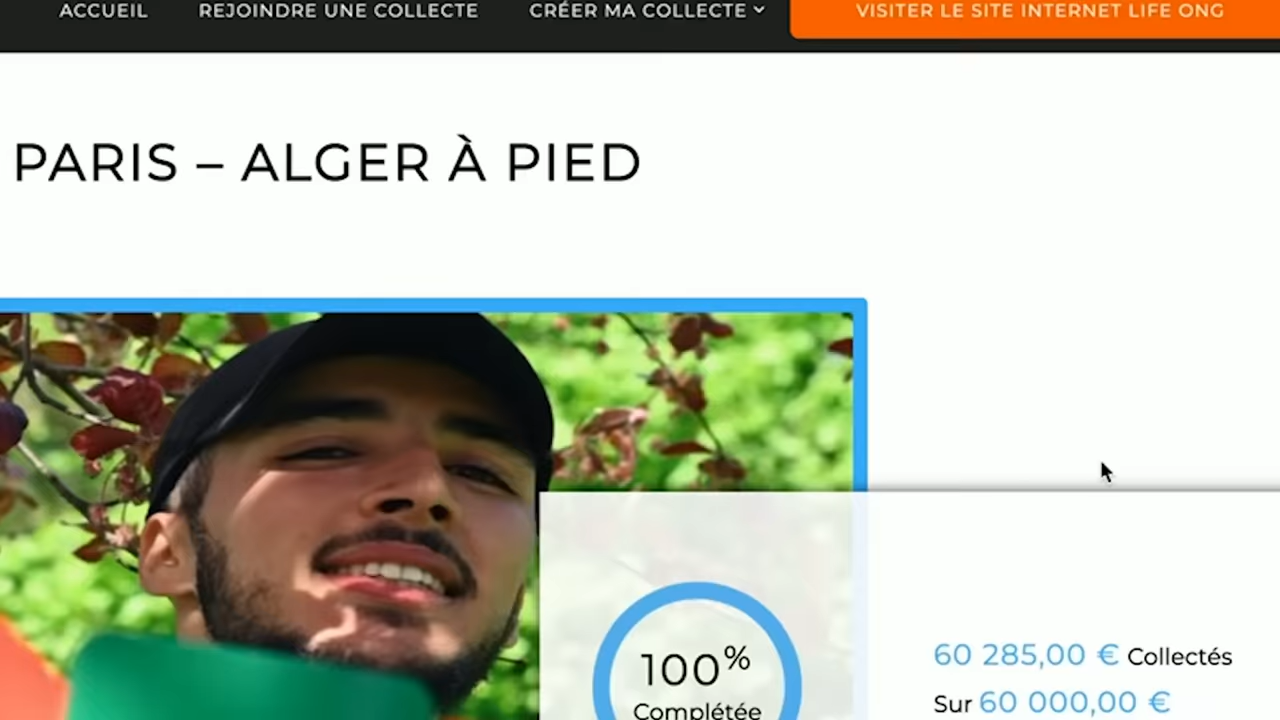 ACCUEIL REJOINDRE UNE COLLECTE CRÉER MA COLLECTE VISITER LE SITE INTERNET LIFE ONG
PARIS – ALGER À PIED
100%
Complétée
60 285,00 € Collectés
Sur 60 000,00 €